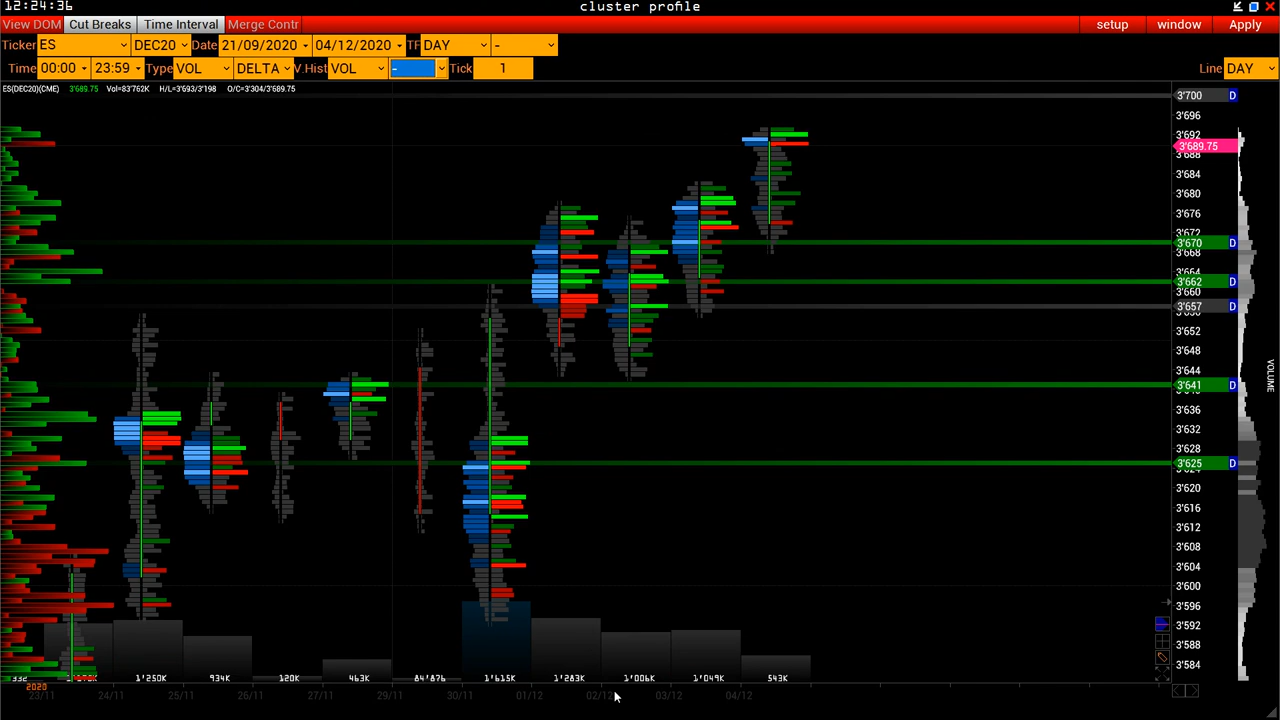 12:24:36 cluster profile
View DOM Cut Breaks Time Interval Merge Contr setup window Apply
Ticker ES DEC20 Date 21/09/2020 04/12/2020 TF DAY -
Time 00:00 23:59 Type VOL DELTA V.Hist VOL - Tick 1 Line DAY
ES(DEC20)(CME) 3'689.75 Vol=83'762K H/L=3'693/3'198 O/C=3'304/3'689.75
3'700 D
3'696
3'692
3'689.75
3'688
3'684
3'680
3'676
3'672
3'670 D
3'668
3'664
3'662 D
3'660
3'657 D
3'652
3'648
3'644
3'641 D
3'636
3'632
3'628
3'625 D
3'620
3'616
3'612
3'608
3'604
3'600
3'596
3'592
3'588
3'584
VOLUME
332 1'250K 934K 120K 463K 84'876 1'615K 1'283K 1'006K 1'049K 543K
2020
23/11 24/11 25/11 26/11 27/11 29/11 30/11 01/12 02/12 03/12 04/12